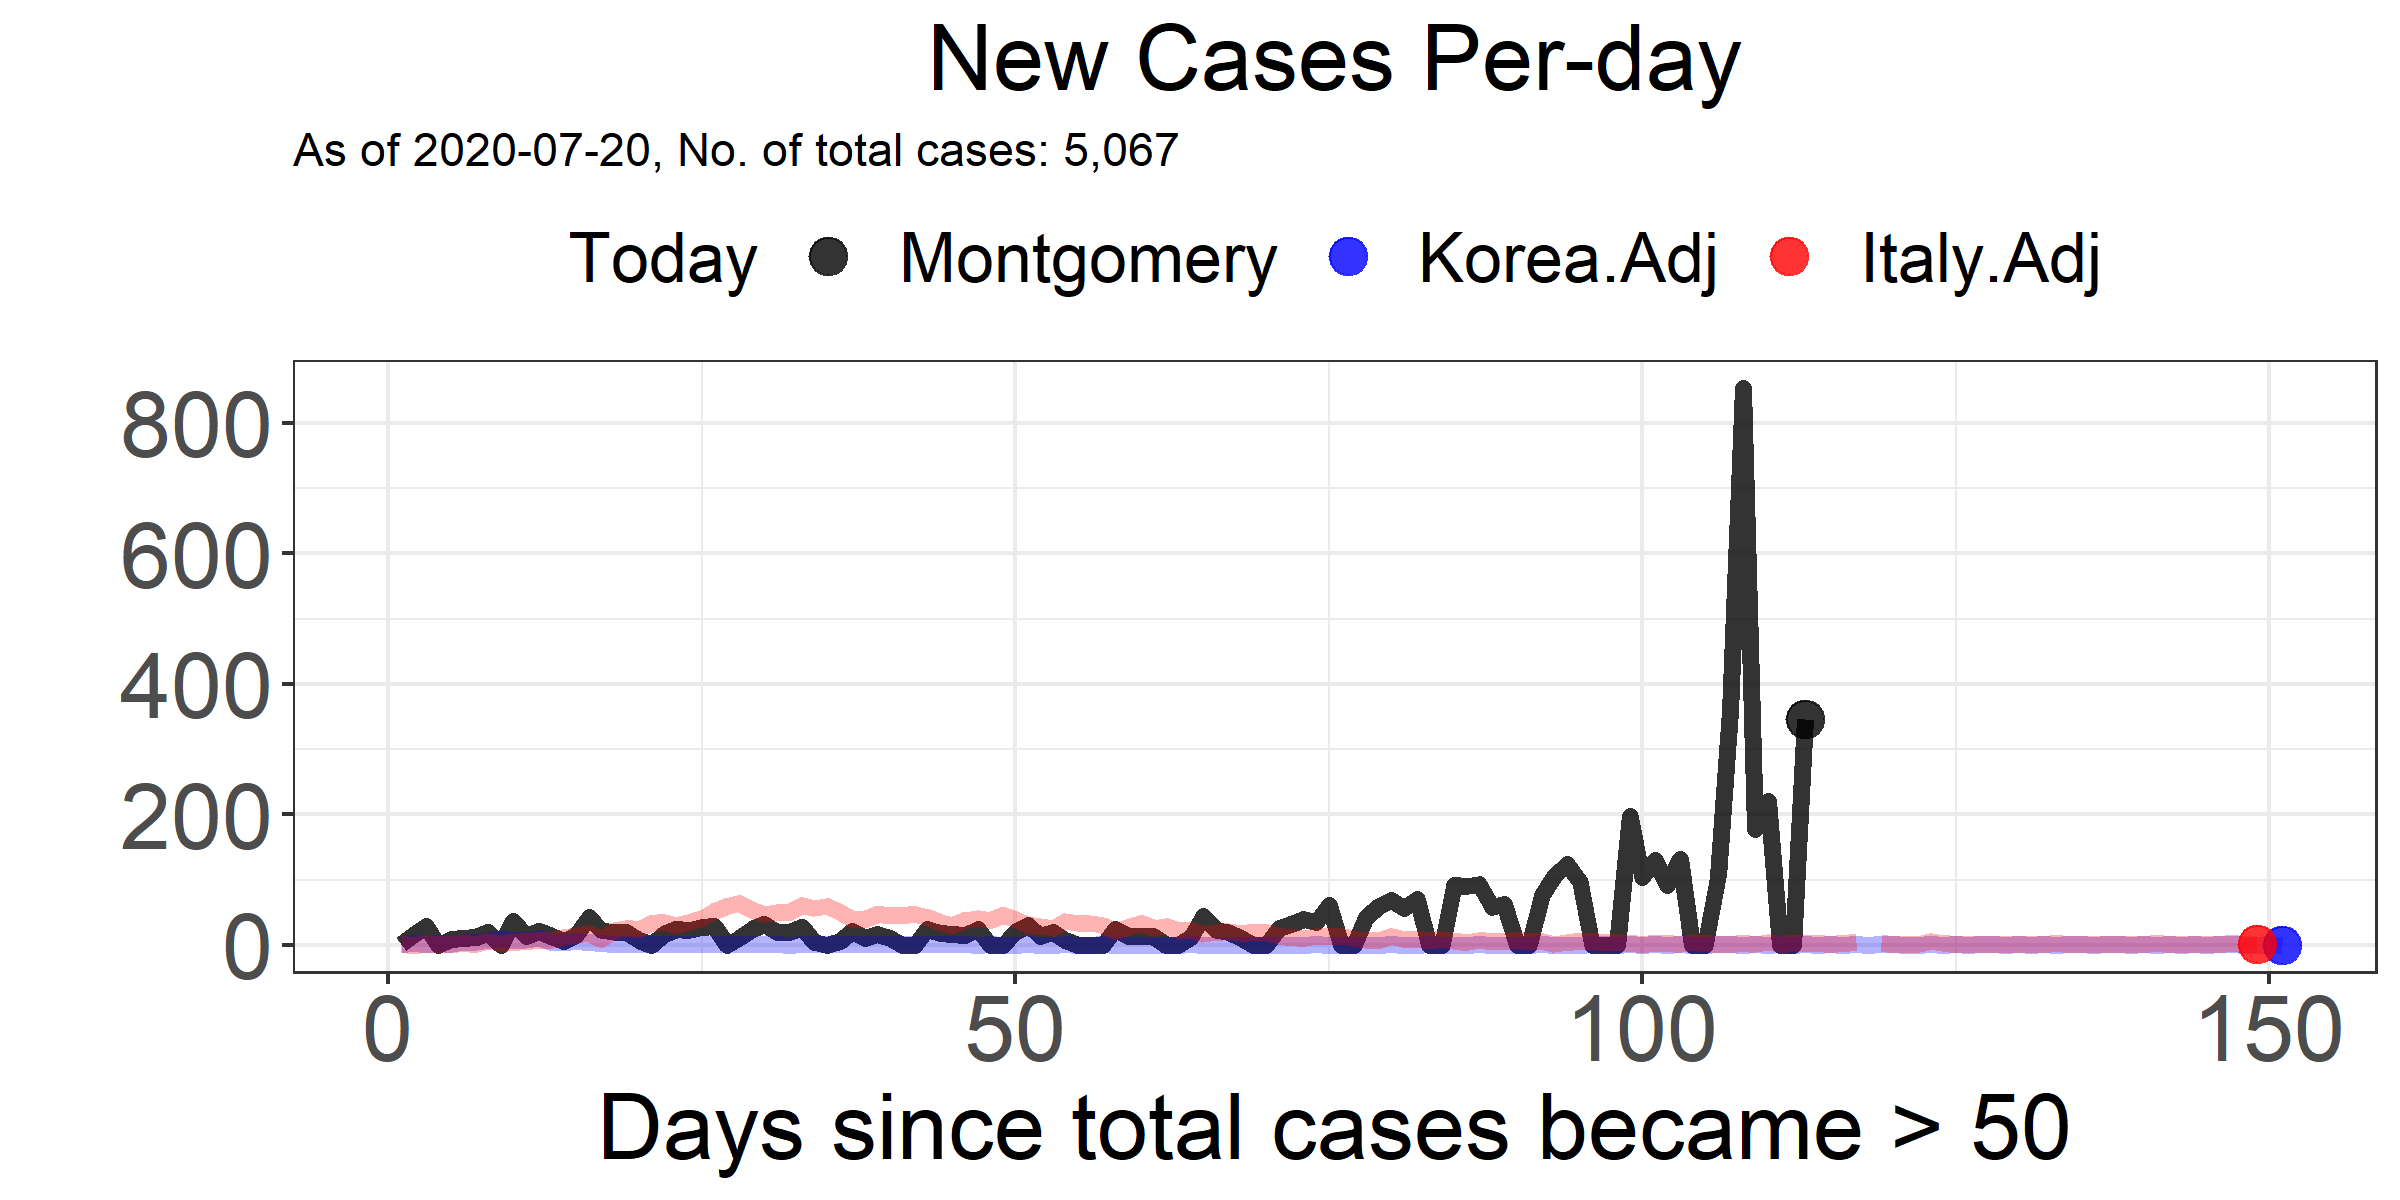 New Cases Per-day
As of 2020-07-20, No. of total cases: 5,067
Today Montgomery Korea.Adj Italy.Adj
800
600
400
200
0
0 50 100 150
Days since total cases became > 50